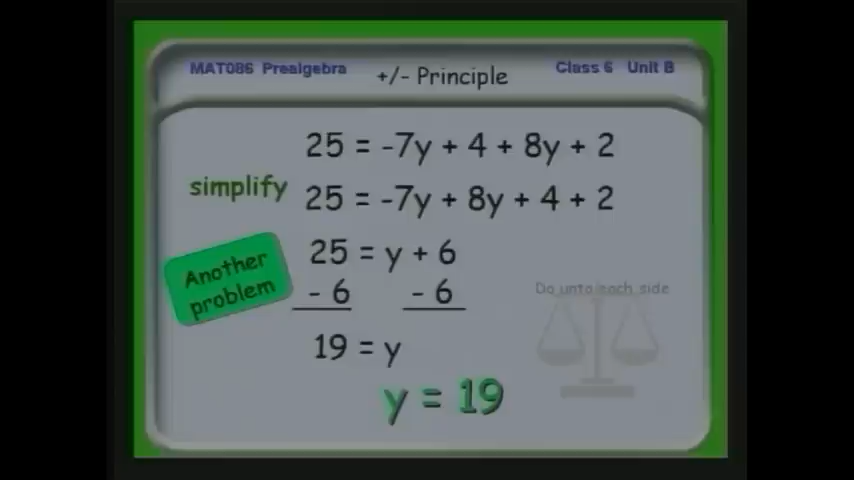 MAT086 Prealgebra
+/- Principle
Class 6 Unit B
25 = -7y + 4 + 8y + 2
simplify
25 = -7y + 8y + 4 + 2
Another
problem
25 = y + 6
- 6 - 6
Do unto each side
19 = y
y = 19